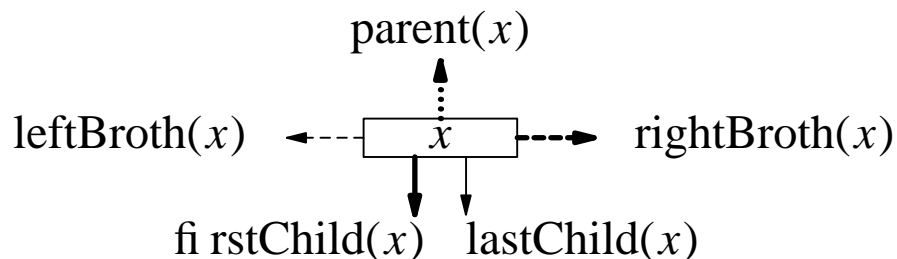 parent(x)
leftBroth(x) x rightBroth(x)
fi rstChild(x) lastChild(x)